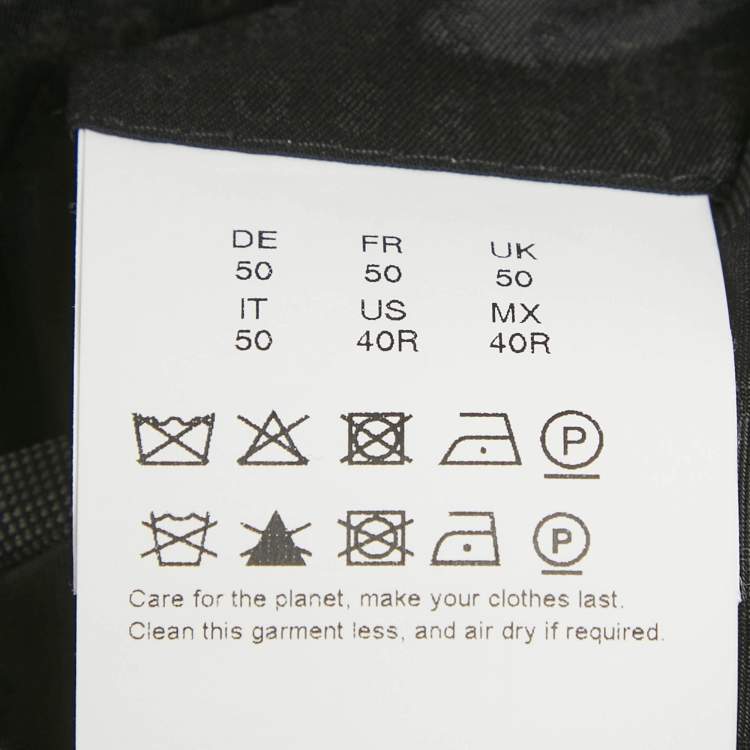 DE FR UK
50 50 50
IT US MX
50 40R 40R
P
P
Care for the planet, make your clothes last.
Clean this garment less, and air dry if required.